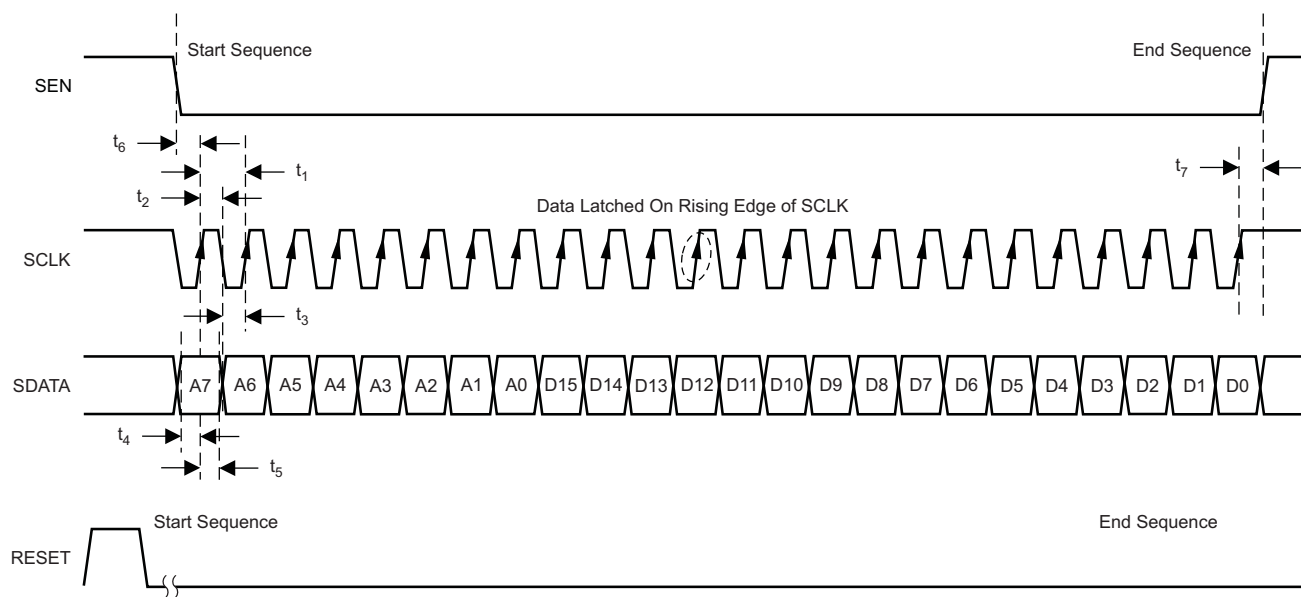 Start Sequence
End Sequence
SEN
t6
t1
t7
t2
Data Latched On Rising Edge of SCLK
SCLK
t3
SDATA
A7 A6 A5 A4 A3 A2 A1 A0 D15 D14 D13 D12 D11 D10 D9 D8 D7 D6 D5 D4 D3 D2 D1 D0
t4
t5
Start Sequence
End Sequence
RESET